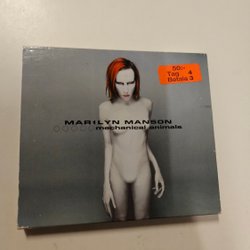 50:-
Tag 4
Betala 3
MARILYN MANSON
mechanical animals